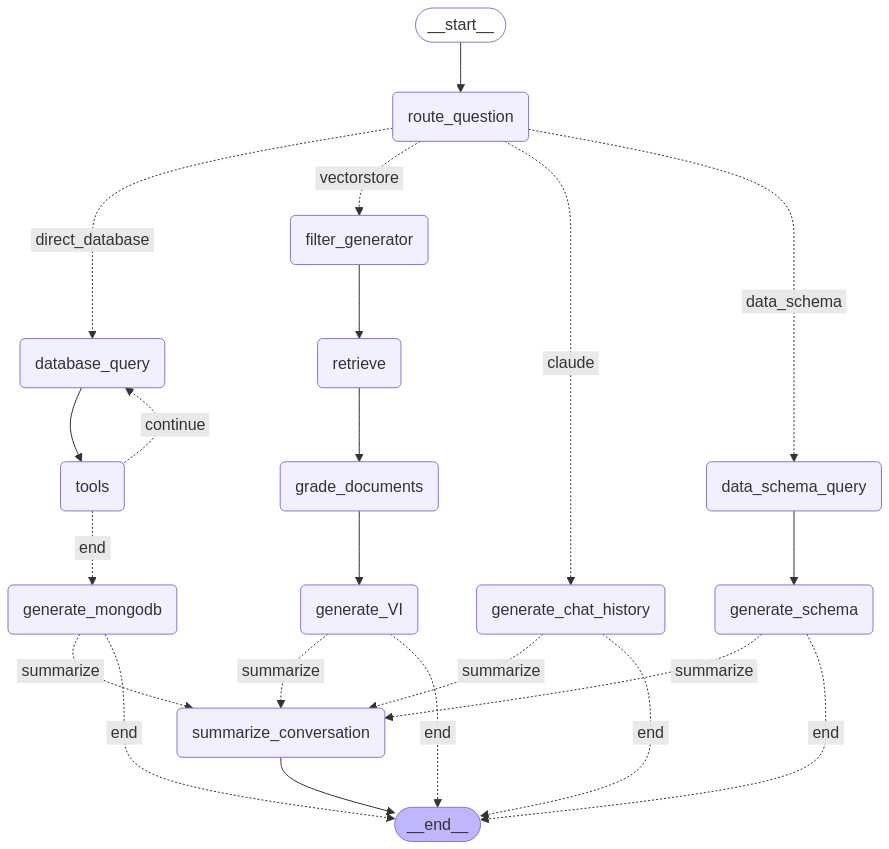 __start__
route_question
vectorstore
direct_database
filter_generator
data_schema
database_query
retrieve
claude
continue
tools
grade_documents
data_schema_query
end
generate_mongodb
generate_VI
generate_chat_history
generate_schema
summarize
summarize
summarize
summarize
end
summarize_conversation
end
end
end
__end__